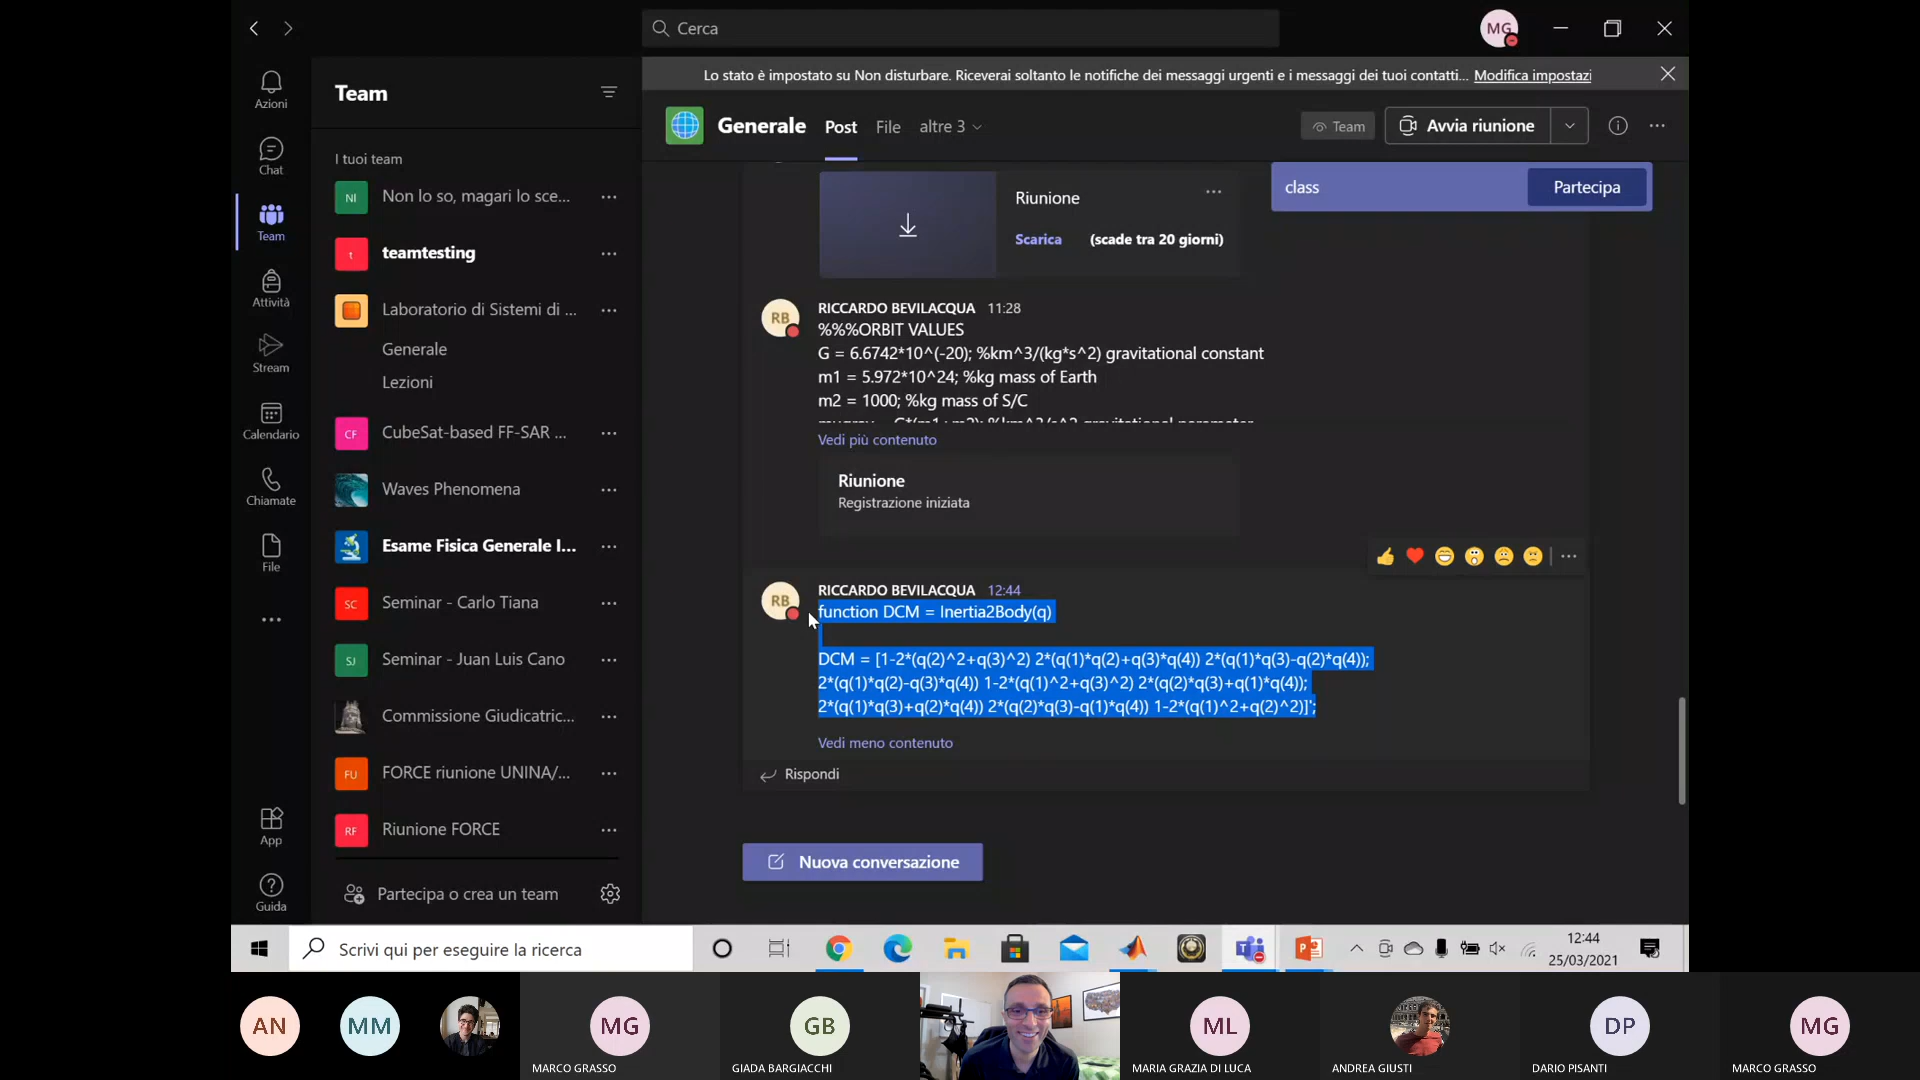 Cerca
MG
Azioni
Chat
Team
Attività
Stream
Calendario
Chiamate
File
App
Guida
Team
I tuoi team
NI Non lo so, magari lo sce...
t teamtesting
Laboratorio di Sistemi di ...
Generale
Lezioni
CF CubeSat-based FF-SAR ...
Waves Phenomena
Esame Fisica Generale I...
SC Seminar - Carlo Tiana
SJ Seminar - Juan Luis Cano
Commissione Giudicatric...
FU FORCE riunione UNINA/...
RF Riunione FORCE
Partecipa o crea un team
Lo stato è impostato su Non disturbare. Riceverai soltanto le notifiche dei messaggi urgenti e i messaggi dei tuoi contatti... Modifica impostazi
Generale Post File altre 3
Team Avvia riunione
class Partecipa
Riunione
Scarica (scade tra 20 giorni)
RB RICCARDO BEVILACQUA 11:28
%%%ORBIT VALUES
G = 6.6742*10^(-20); %km^3/(kg*s^2) gravitational constant
m1 = 5.972*10^24; %kg mass of Earth
m2 = 1000; %kg mass of S/C
Vedi più contenuto
Riunione
Registrazione iniziata
RB RICCARDO BEVILACQUA 12:44
function DCM = Inertia2Body(q)
DCM = [1-2*(q(2)^2+q(3)^2) 2*(q(1)*q(2)+q(3)*q(4)) 2*(q(1)*q(3)-q(2)*q(4));
2*(q(1)*q(2)-q(3)*q(4)) 1-2*(q(1)^2+q(3)^2) 2*(q(2)*q(3)+q(1)*q(4));
2*(q(1)*q(3)+q(2)*q(4)) 2*(q(2)*q(3)-q(1)*q(4)) 1-2*(q(1)^2+q(2)^2)]';
Vedi meno contenuto
Rispondi
Nuova conversazione
Scrivi qui per eseguire la ricerca
12:44
25/03/2021
AN MM MG GB ML DP MG
MARCO GRASSO GIADA BARGIACCHI MARIA GRAZIA DI LUCA ANDREA GIUSTI DARIO PISANTI MARCO GRASSO